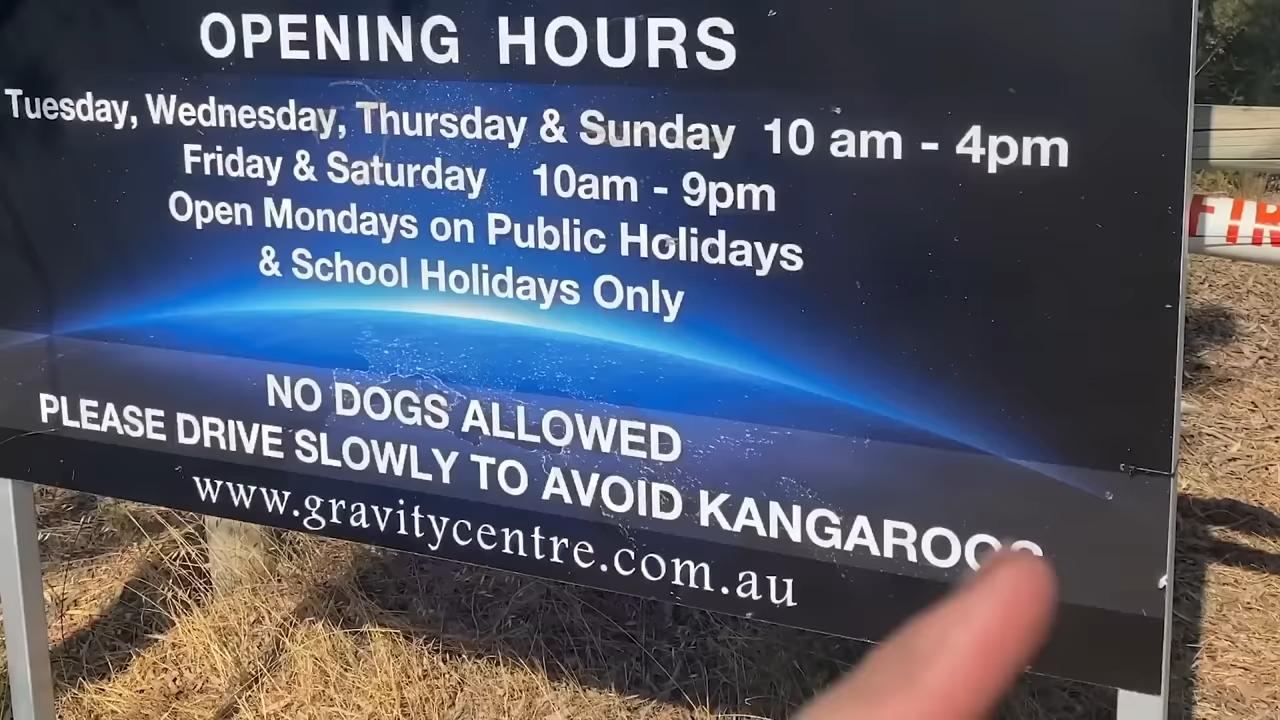 OPENING HOURS
Tuesday, Wednesday, Thursday & Sunday 10 am - 4pm
Friday & Saturday 10am - 9pm
Open Mondays on Public Holidays
& School Holidays Only
NO DOGS ALLOWED
PLEASE DRIVE SLOWLY TO AVOID KANGAROOS
www.gravitycentre.com.au